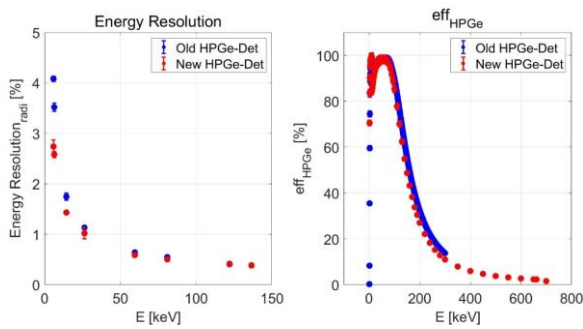 Energy Resolution
Energy Resolution_radi [%]
5
4
3
2
1
0
Old HPGe-Det
New HPGe-Det
0 50 100 150
E [keV]
eff_HPGe
eff_HPGe [%]
100
80
60
40
20
0
Old HPGe-Det
New HPGe-Det
0 200 400 600 800
E [keV]